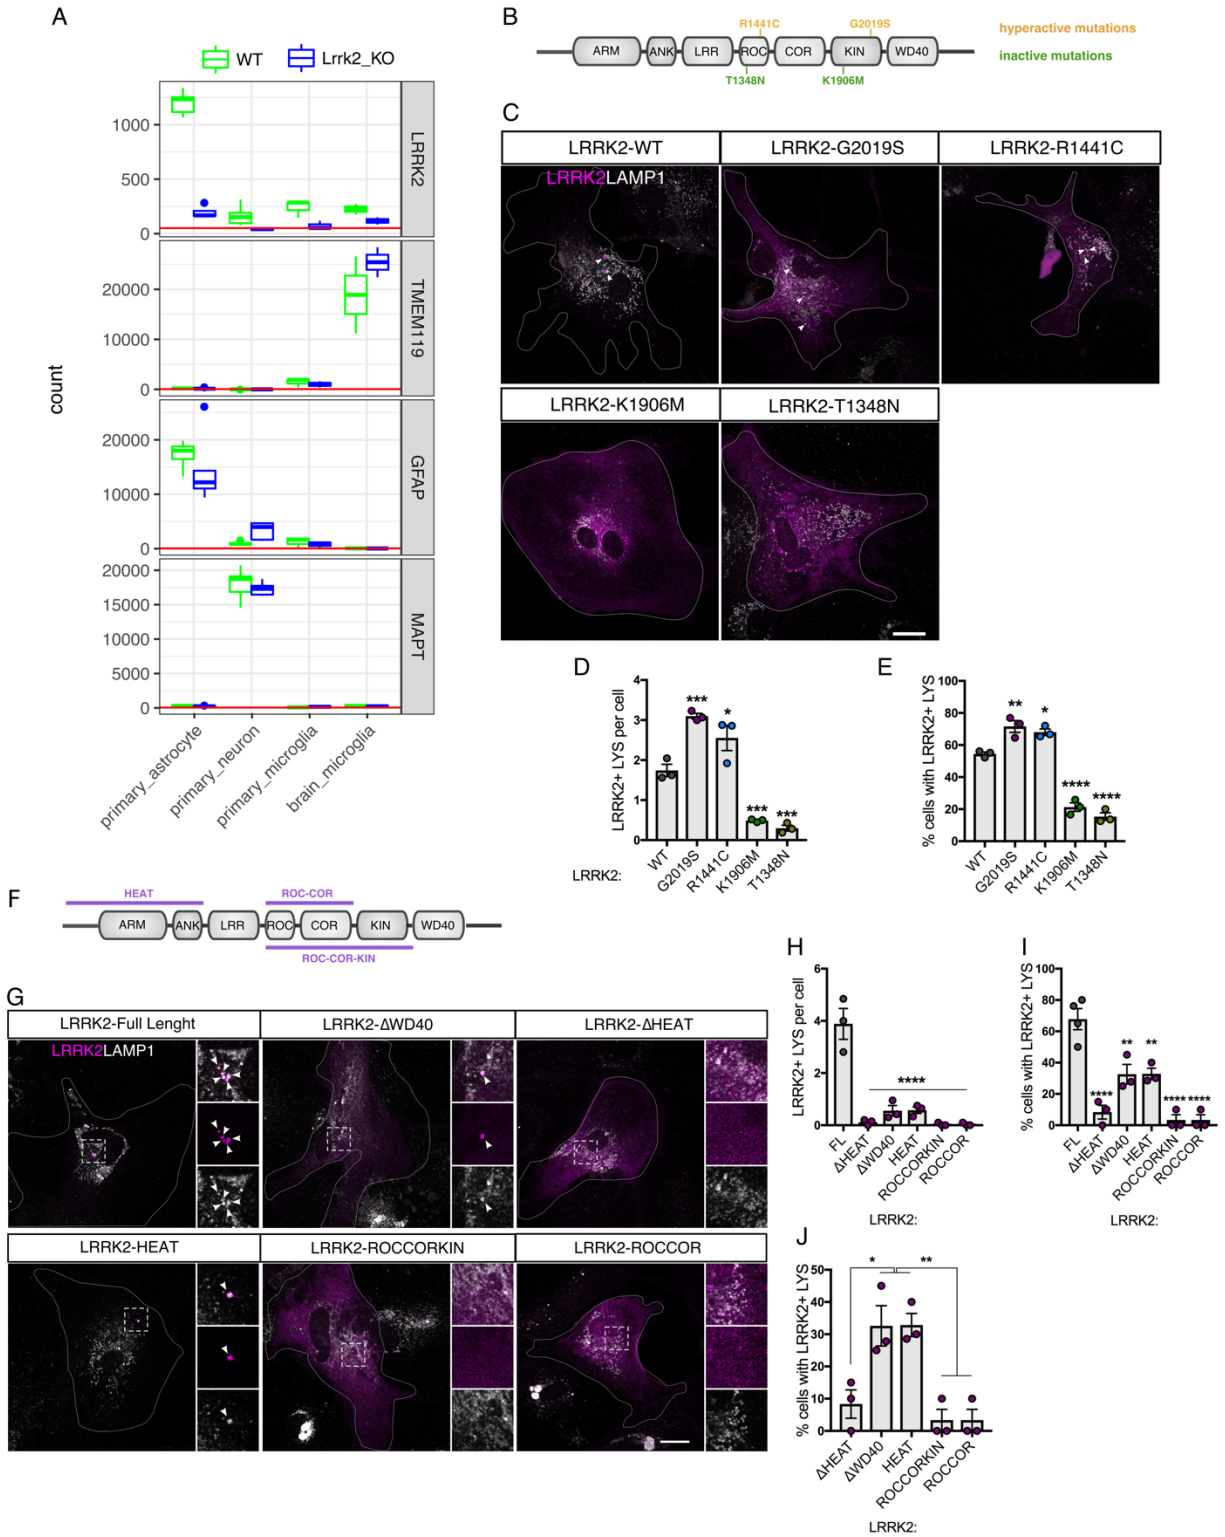 A
WT
Lrrk2_KO
count
1000
500
0
LRRK2
20000
10000
0
TMEM119
20000
10000
0
GFAP
20000
15000
10000
5000
0
MAPT
primary_astrocyte
primary_neuron
primary_microglia
brain_microglia
B
R1441C
G2019S
hyperactive mutations
ARM
ANK
LRR
ROC
COR
KIN
WD40
inactive mutations
T1348N
K1906M
C
LRRK2-WT
LRRK2-G2019S
LRRK2-R1441C
LRRK2LAMP1
LRRK2-K1906M
LRRK2-T1348N
D
LRRK2+ LYS per cell
4
3
2
1
0
***
*
***
***
WT
G2019S
R1441C
K1906M
T1348N
LRRK2:
E
% cells with LRRK2+ LYS
100
80
60
40
20
0
**
*
****
****
WT
G2019S
R1441C
K1906M
T1348N
F
HEAT
ROC-COR
ARM
ANK
LRR
ROC
COR
KIN
WD40
ROC-COR-KIN
G
LRRK2-Full Lenght
LRRK2-ΔWD40
LRRK2-ΔHEAT
LRRK2LAMP1
LRRK2-HEAT
LRRK2-ROCCORKIN
LRRK2-ROCCOR
H
LRRK2+ LYS per cell
6
4
2
0
****
FL
ΔHEAT
ΔWD40
HEAT
ROCCORKIN
ROCCOR
LRRK2:
I
% cells with LRRK2+ LYS
100
80
60
40
20
0
****
**
**
****
****
FL
ΔHEAT
ΔWD40
HEAT
ROCCORKIN
ROCCOR
LRRK2:
J
% cells with LRRK2+ LYS
50
40
30
20
10
0
*
**
ΔHEAT
ΔWD40
HEAT
ROCCORKIN
ROCCOR
LRRK2: